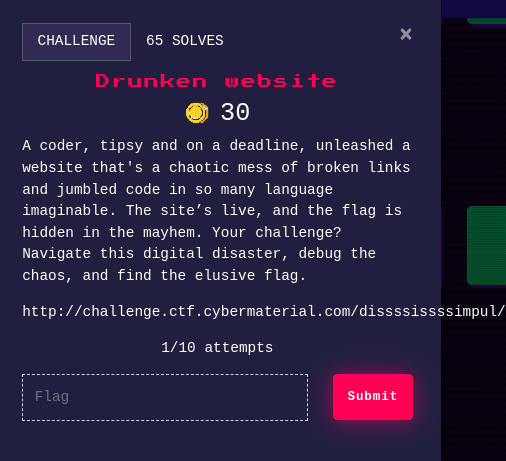 CHALLENGE 65 SOLVES ×
Drunken website
30
A coder, tipsy and on a deadline, unleashed a
website that's a chaotic mess of broken links
and jumbled code in so many language
imaginable. The site’s live, and the flag is
hidden in the mayhem. Your challenge?
Navigate this digital disaster, debug the
chaos, and find the elusive flag.
http://challenge.ctf.cybermaterial.com/dissssissssimpul/
1/10 attempts
Flag Submit